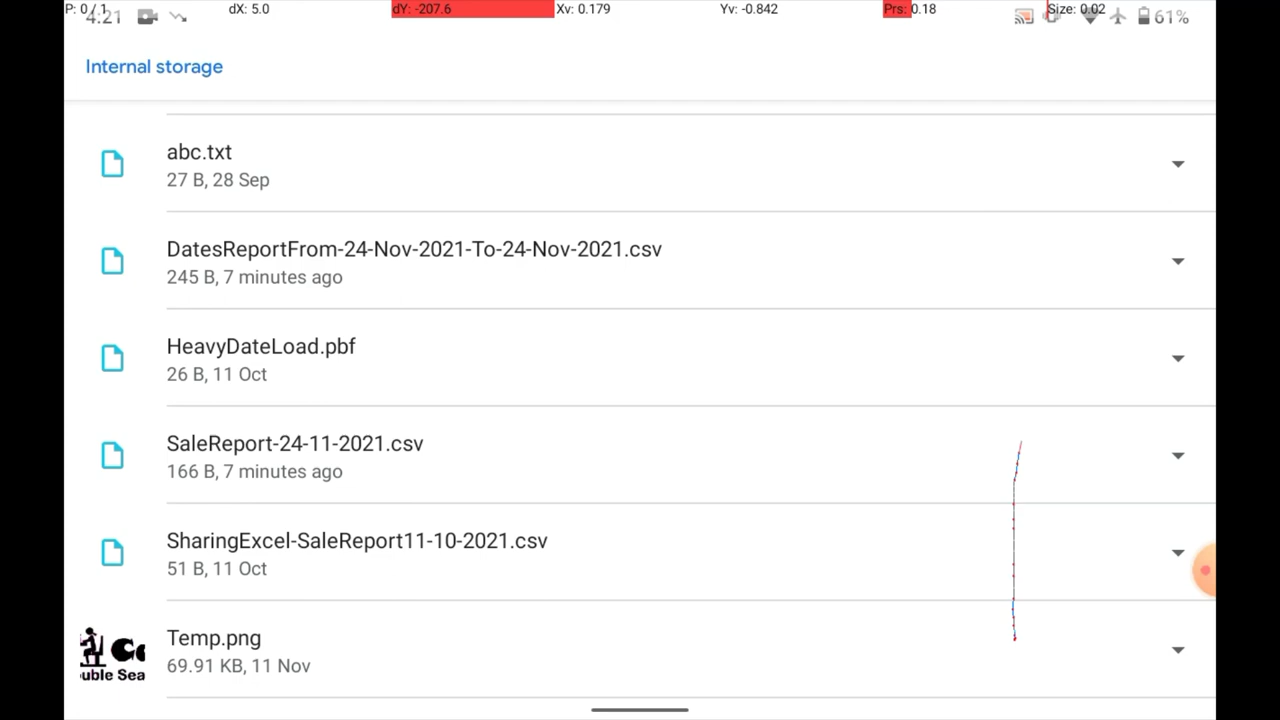 P: 0 / 1 dX: 5.0 dY: -207.6 Xv: 0.179 Yv: -0.842 Prs: 0.18 Size: 0.02
4:21 61%
Internal storage
abc.txt
27 B, 28 Sep
DatesReportFrom-24-Nov-2021-To-24-Nov-2021.csv
245 B, 7 minutes ago
HeavyDateLoad.pbf
26 B, 11 Oct
SaleReport-24-11-2021.csv
166 B, 7 minutes ago
SharingExcel-SaleReport11-10-2021.csv
51 B, 11 Oct
Temp.png
69.91 KB, 11 Nov
uble Sea